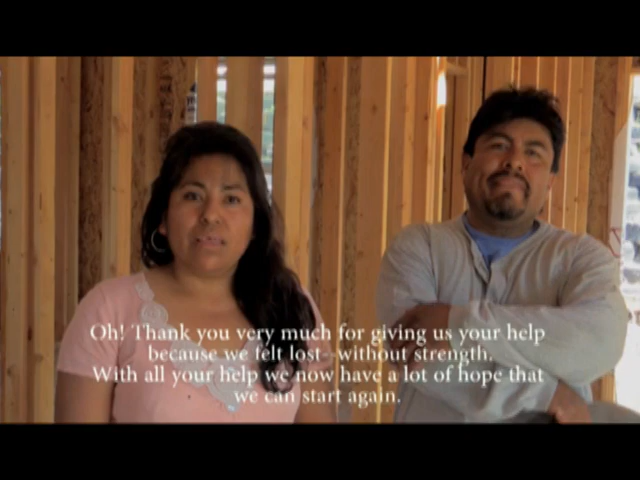 Oh! Thank you very much for giving us your help
because we felt lost--without strength.
With all your help we now have a lot of hope that
we can start again.